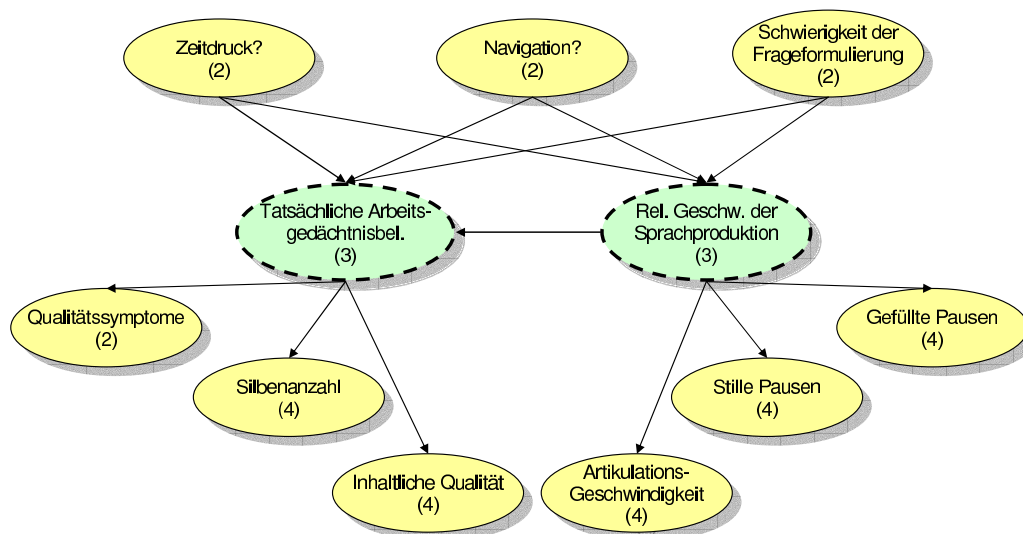 Zeitdruck?
(2)
Navigation?
(2)
Schwierigkeit der
Frageformulierung
(2)
Tatsächliche Arbeits-
gedächtnisbel.
(3)
Rel. Geschw. der
Sprachproduktion
(3)
Qualitätssymptome
(2)
Gefüllte Pausen
(4)
Silbenanzahl
(4)
Stille Pausen
(4)
Inhaltliche Qualität
(4)
Artikulations-
Geschwindigkeit
(4)